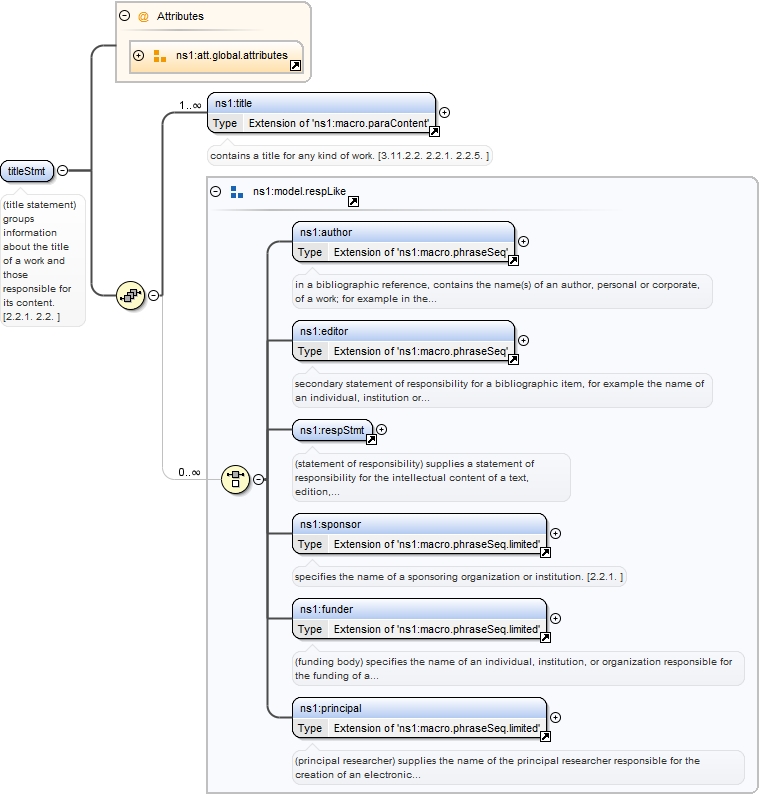 Attributes
@
ns1:att.global.attributes
1..∞
ns1:title
Type Extension of 'ns1:macro.paraContent'
contains a title for any kind of work. [3.11.2.2. 2.2.1. 2.2.5. ]
titleStmt
(title statement)
groups
information
about the title
of a work and
those
responsible for
its content.
[2.2.1. 2.2. ]
ns1:model.respLike
ns1:author
Type Extension of 'ns1:macro.phraseSeq'
in a bibliographic reference, contains the name(s) of an author, personal or corporate,
of a work; for example in the...
ns1:editor
Type Extension of 'ns1:macro.phraseSeq'
secondary statement of responsibility for a bibliographic item, for example the name of
an individual, institution or...
ns1:respStmt
(statement of responsibility) supplies a statement of
responsibility for the intellectual content of a text,
edition,...
0..∞
ns1:sponsor
Type Extension of 'ns1:macro.phraseSeq.limited'
specifies the name of a sponsoring organization or institution. [2.2.1. ]
ns1:funder
Type Extension of 'ns1:macro.phraseSeq.limited'
(funding body) specifies the name of an individual, institution, or organization responsible for
the funding of a...
ns1:principal
Type Extension of 'ns1:macro.phraseSeq.limited'
(principal researcher) supplies the name of the principal researcher responsible for the
creation of an electronic...